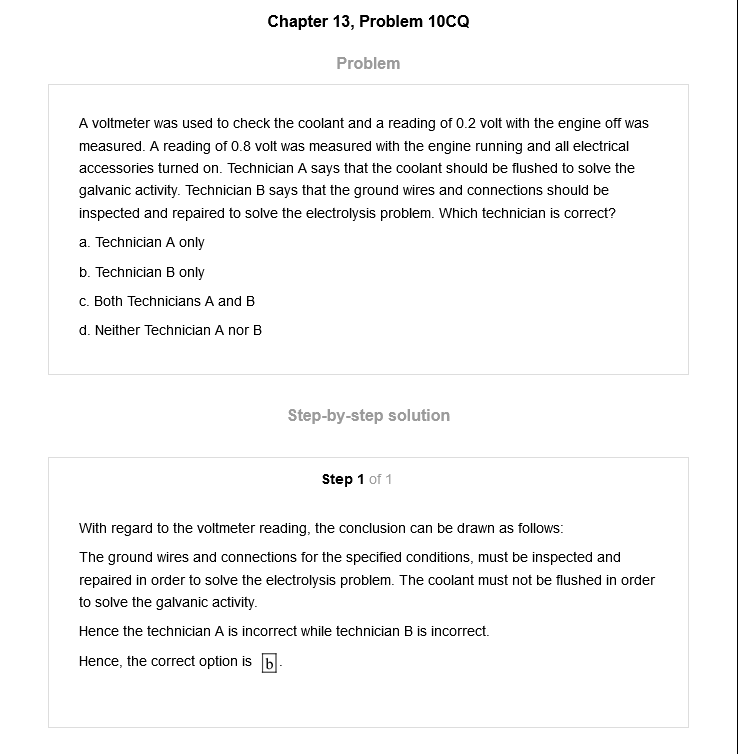 Chapter 13, Problem 10CQ
Problem
A voltmeter was used to check the coolant and a reading of 0.2 volt with the engine off was
measured. A reading of 0.8 volt was measured with the engine running and all electrical
accessories turned on. Technician A says that the coolant should be flushed to solve the
galvanic activity. Technician B says that the ground wires and connections should be
inspected and repaired to solve the electrolysis problem. Which technician is correct?
a. Technician A only
b. Technician B only
c. Both Technicians A and B
d. Neither Technician A nor B
Step-by-step solution
Step 1 of 1
With regard to the voltmeter reading, the conclusion can be drawn as follows:
The ground wires and connections for the specified conditions, must be inspected and
repaired in order to solve the electrolysis problem. The coolant must not be flushed in order
to solve the galvanic activity.
Hence the technician A is incorrect while technician B is incorrect.
Hence, the correct option is b.